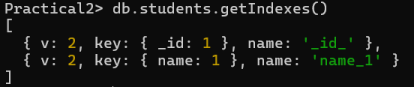 Practical2> db.students.getIndexes()
[
  { v: 2, key: { _id: 1 }, name: '_id_' },
  { v: 2, key: { name: 1 }, name: 'name_1' }
]